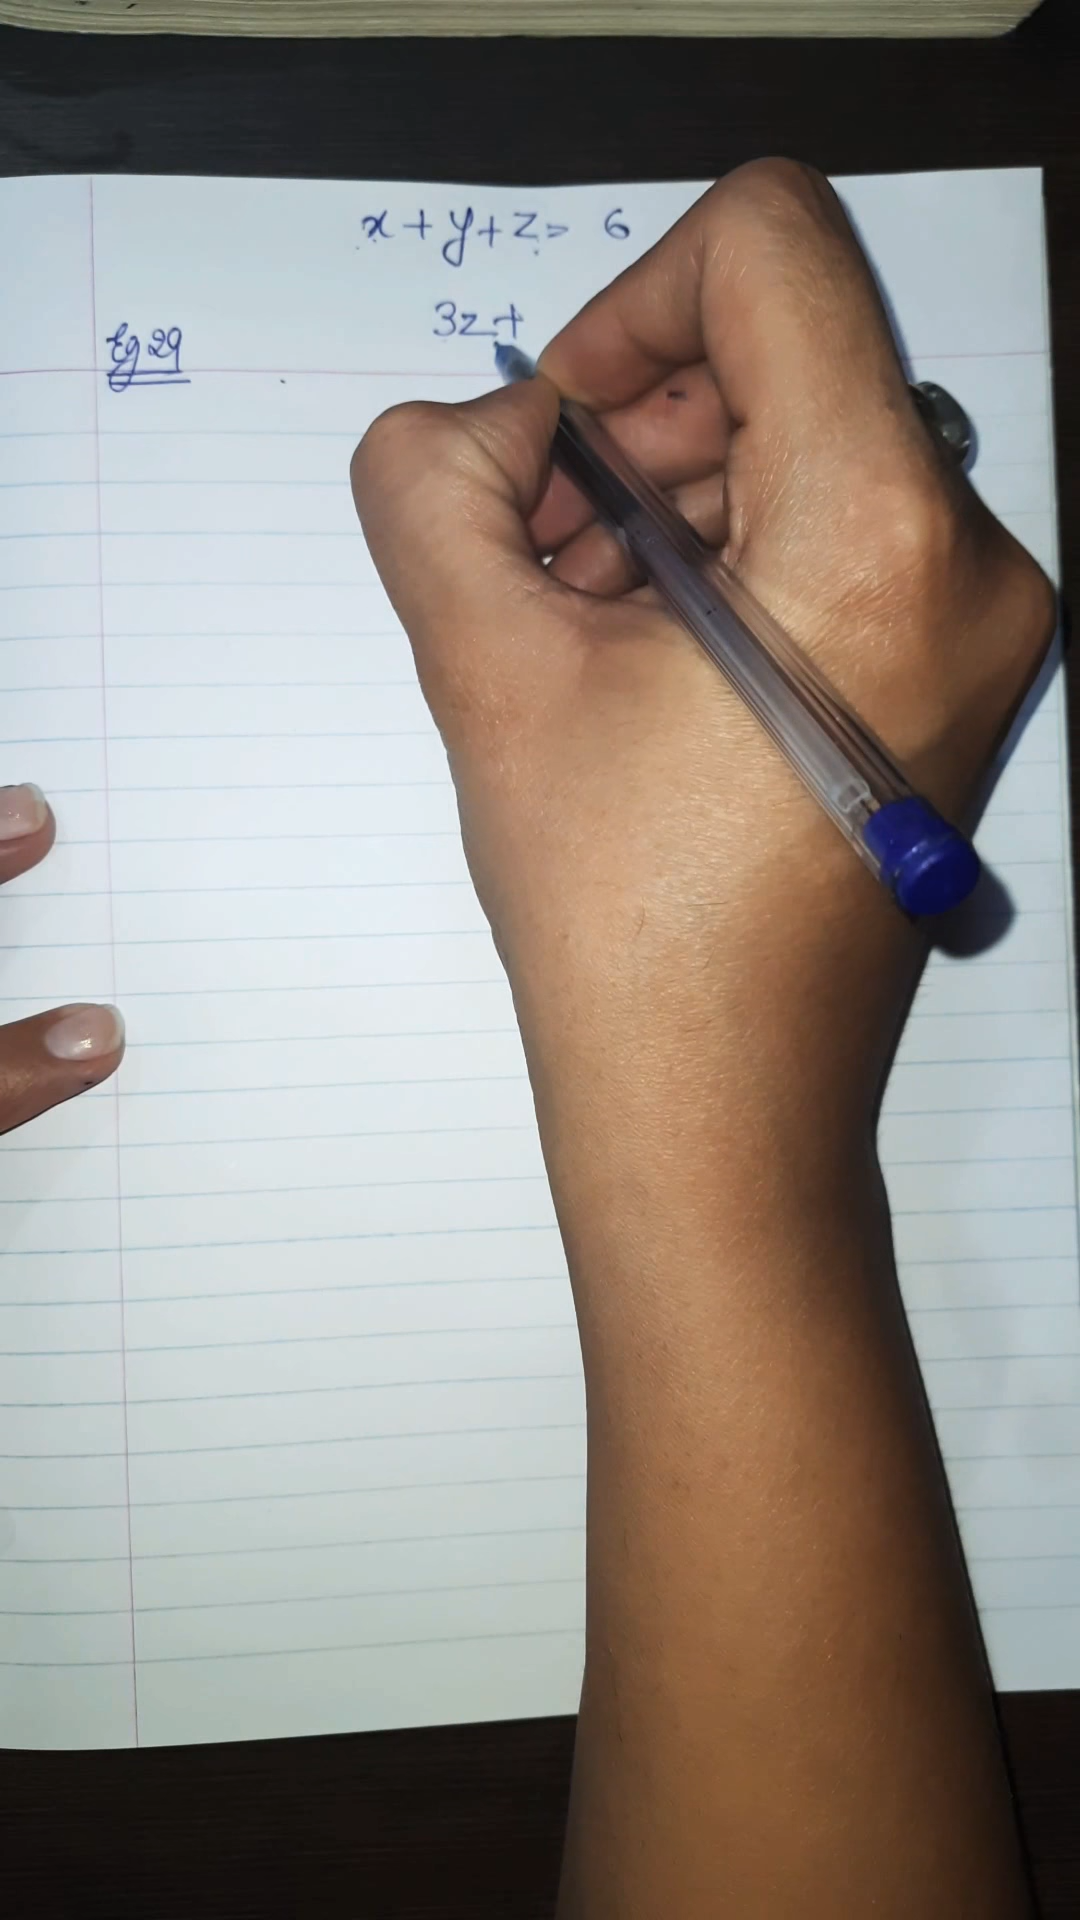 x + y + z = 6
3z +
Eg 29